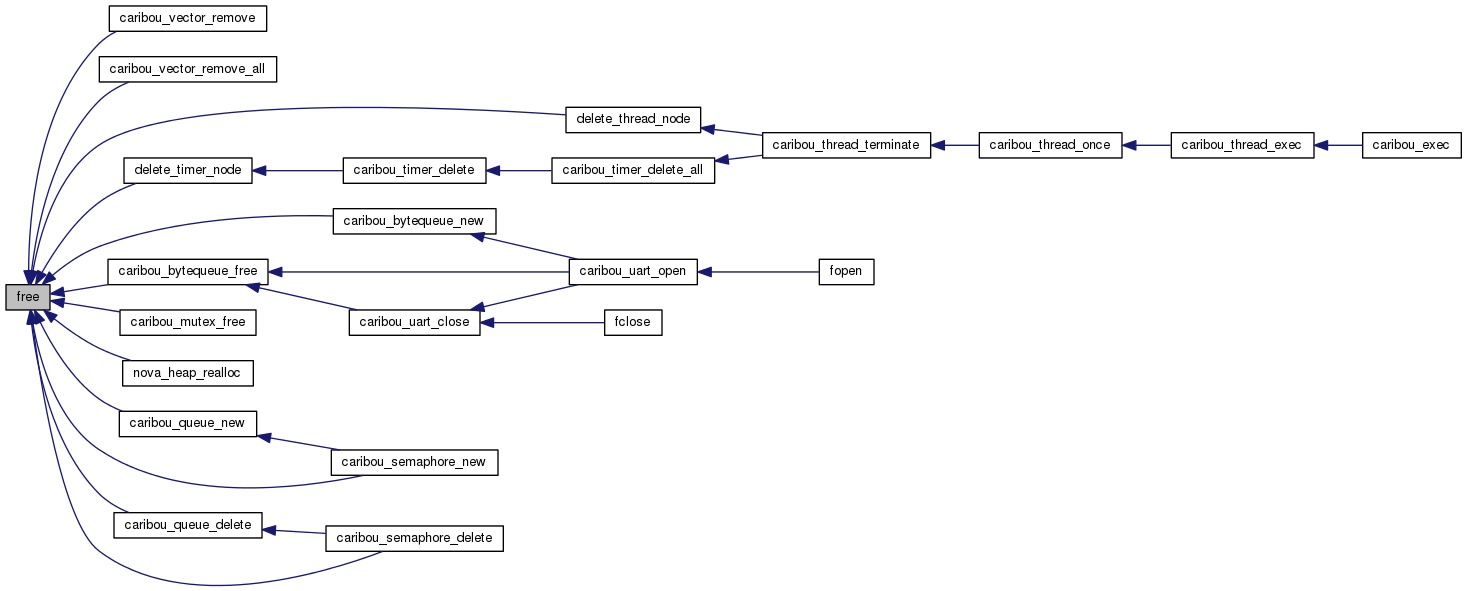 caribou_vector_remove
caribou_vector_remove_all
delete_thread_node
caribou_thread_terminate
caribou_thread_once
caribou_thread_exec
caribou_exec
delete_timer_node
caribou_timer_delete
caribou_timer_delete_all
caribou_bytequeue_new
caribou_bytequeue_free
caribou_uart_open
fopen
free
caribou_mutex_free
caribou_uart_close
fclose
nova_heap_realloc
caribou_queue_new
caribou_semaphore_new
caribou_queue_delete
caribou_semaphore_delete